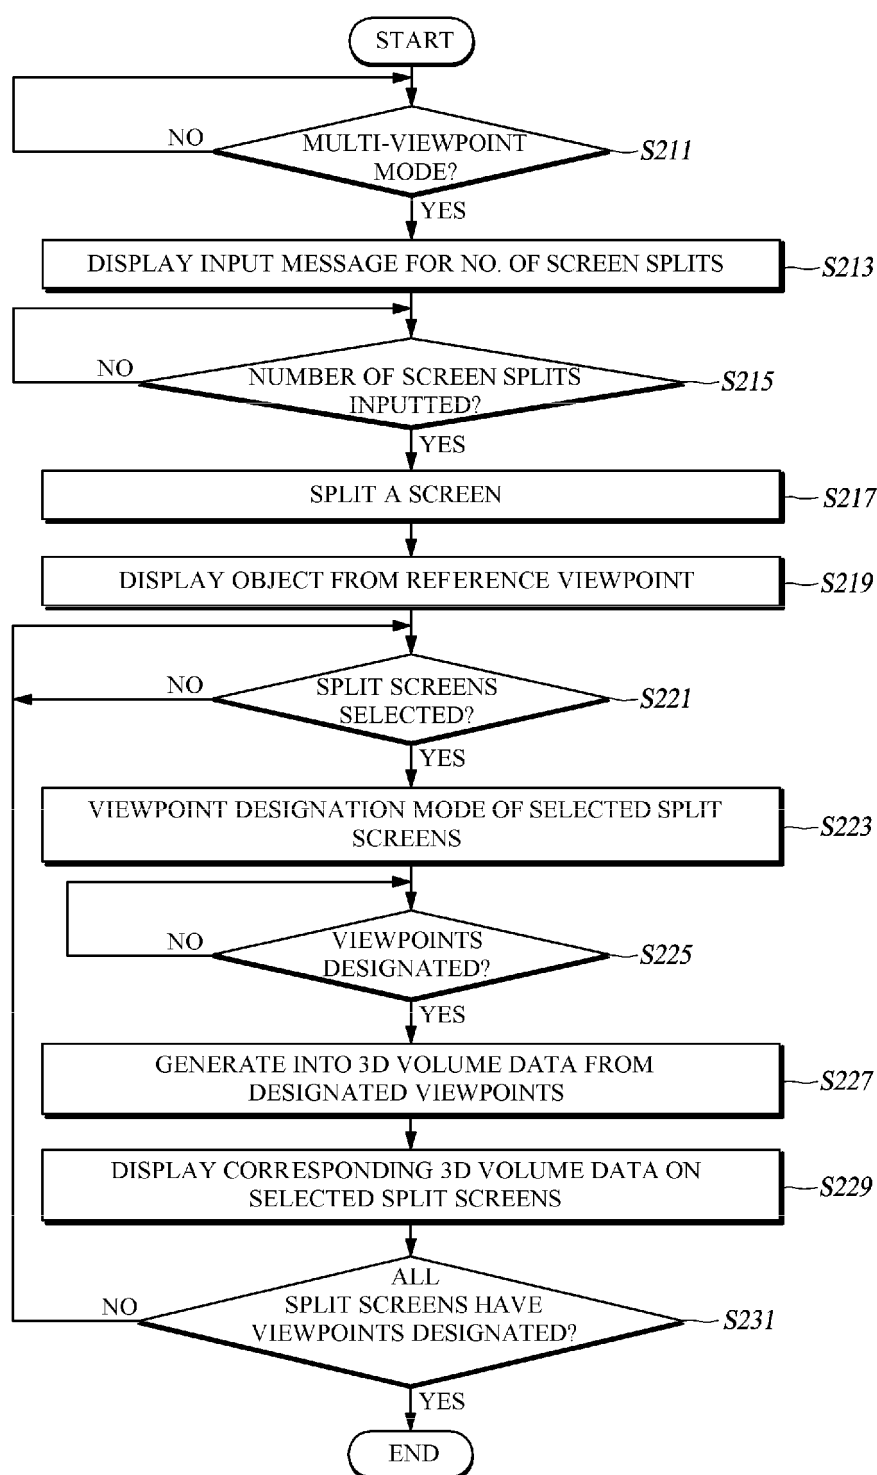 START
NO
MULTI-VIEWPOINT
MODE?
S211
YES
DISPLAY INPUT MESSAGE FOR NO. OF SCREEN SPLITS
S213
NO
NUMBER OF SCREEN SPLITS
INPUTTED?
S215
YES
SPLIT A SCREEN
S217
DISPLAY OBJECT FROM REFERENCE VIEWPOINT
S219
NO
SPLIT SCREENS
SELECTED?
S221
YES
VIEWPOINT DESIGNATION MODE OF SELECTED SPLIT
SCREENS
S223
NO
VIEWPOINTS
DESIGNATED?
S225
YES
GENERATE INTO 3D VOLUME DATA FROM
DESIGNATED VIEWPOINTS
S227
DISPLAY CORRESPONDING 3D VOLUME DATA ON
SELECTED SPLIT SCREENS
S229
NO
ALL
SPLIT SCREENS HAVE
VIEWPOINTS DESIGNATED?
S231
YES
END